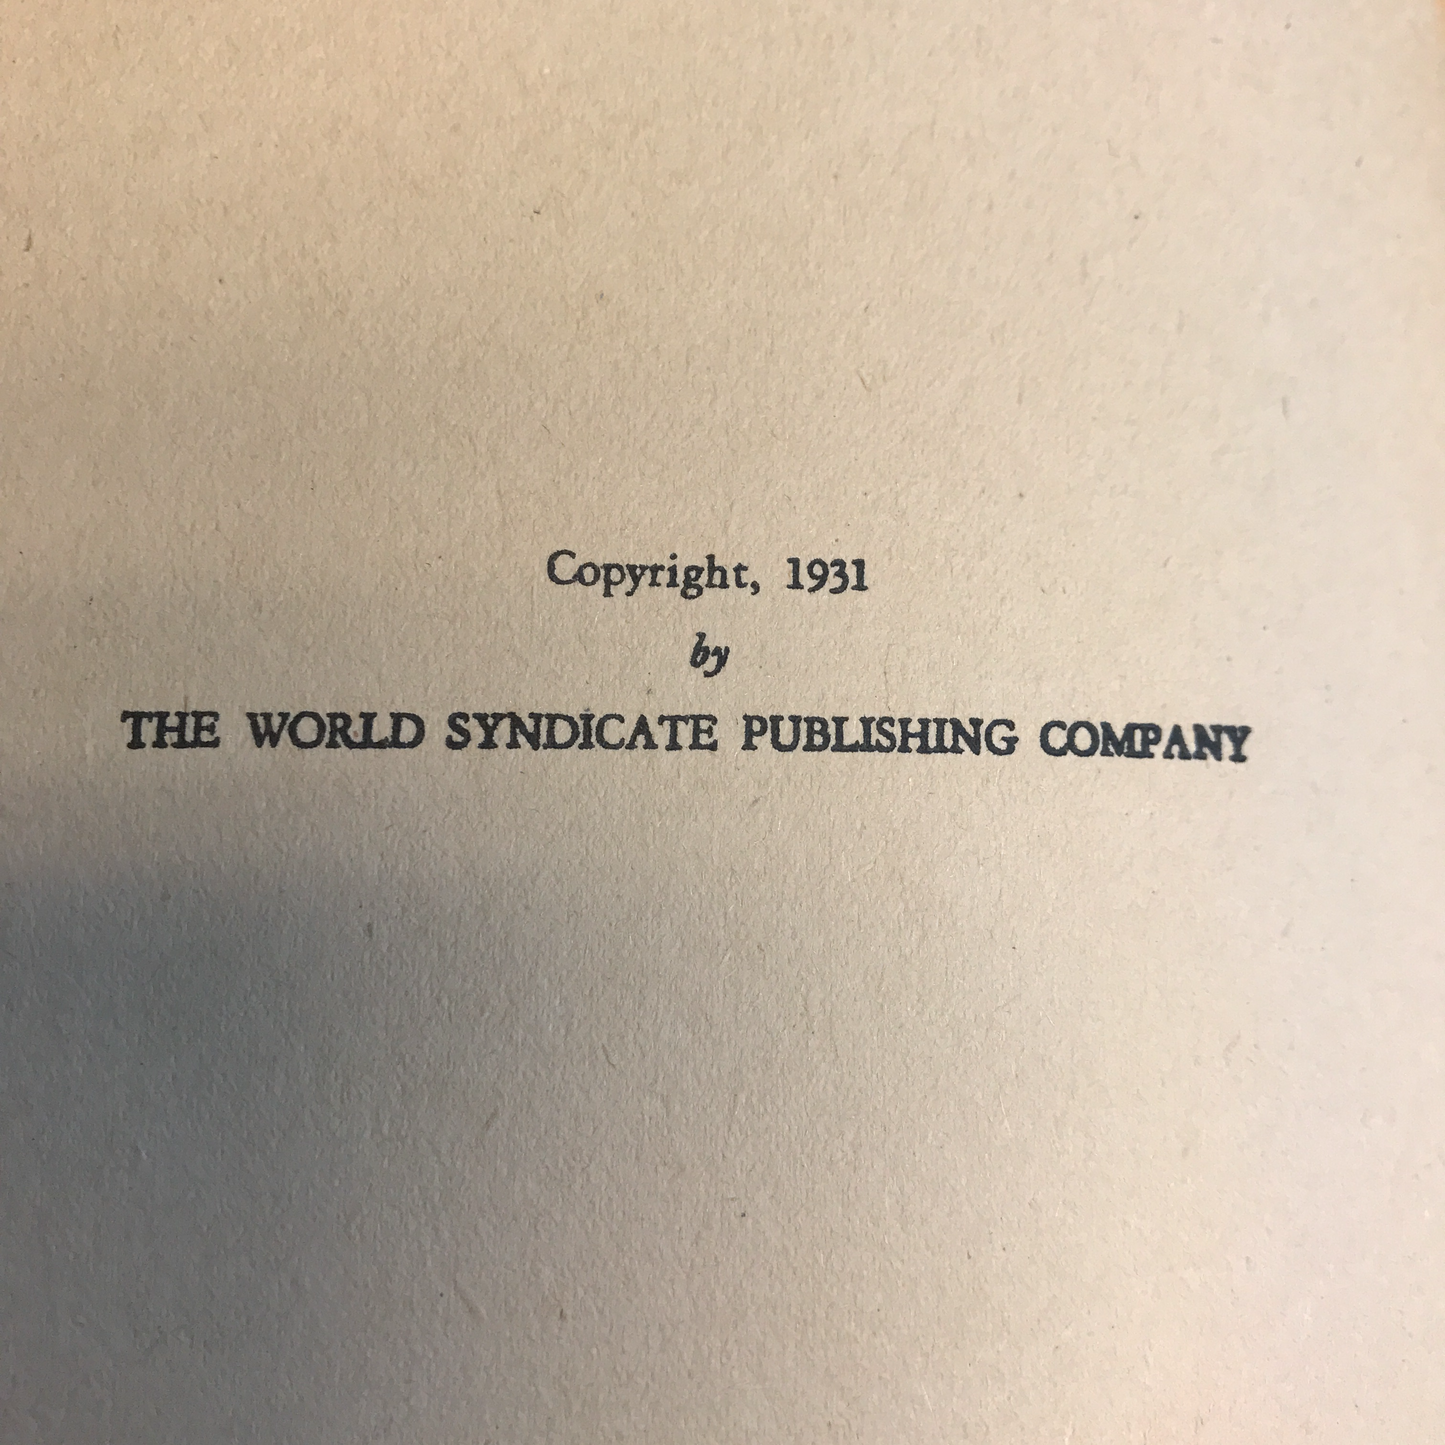 Copyright, 1931
by
THE WORLD SYNDICATE PUBLISHING COMPANY